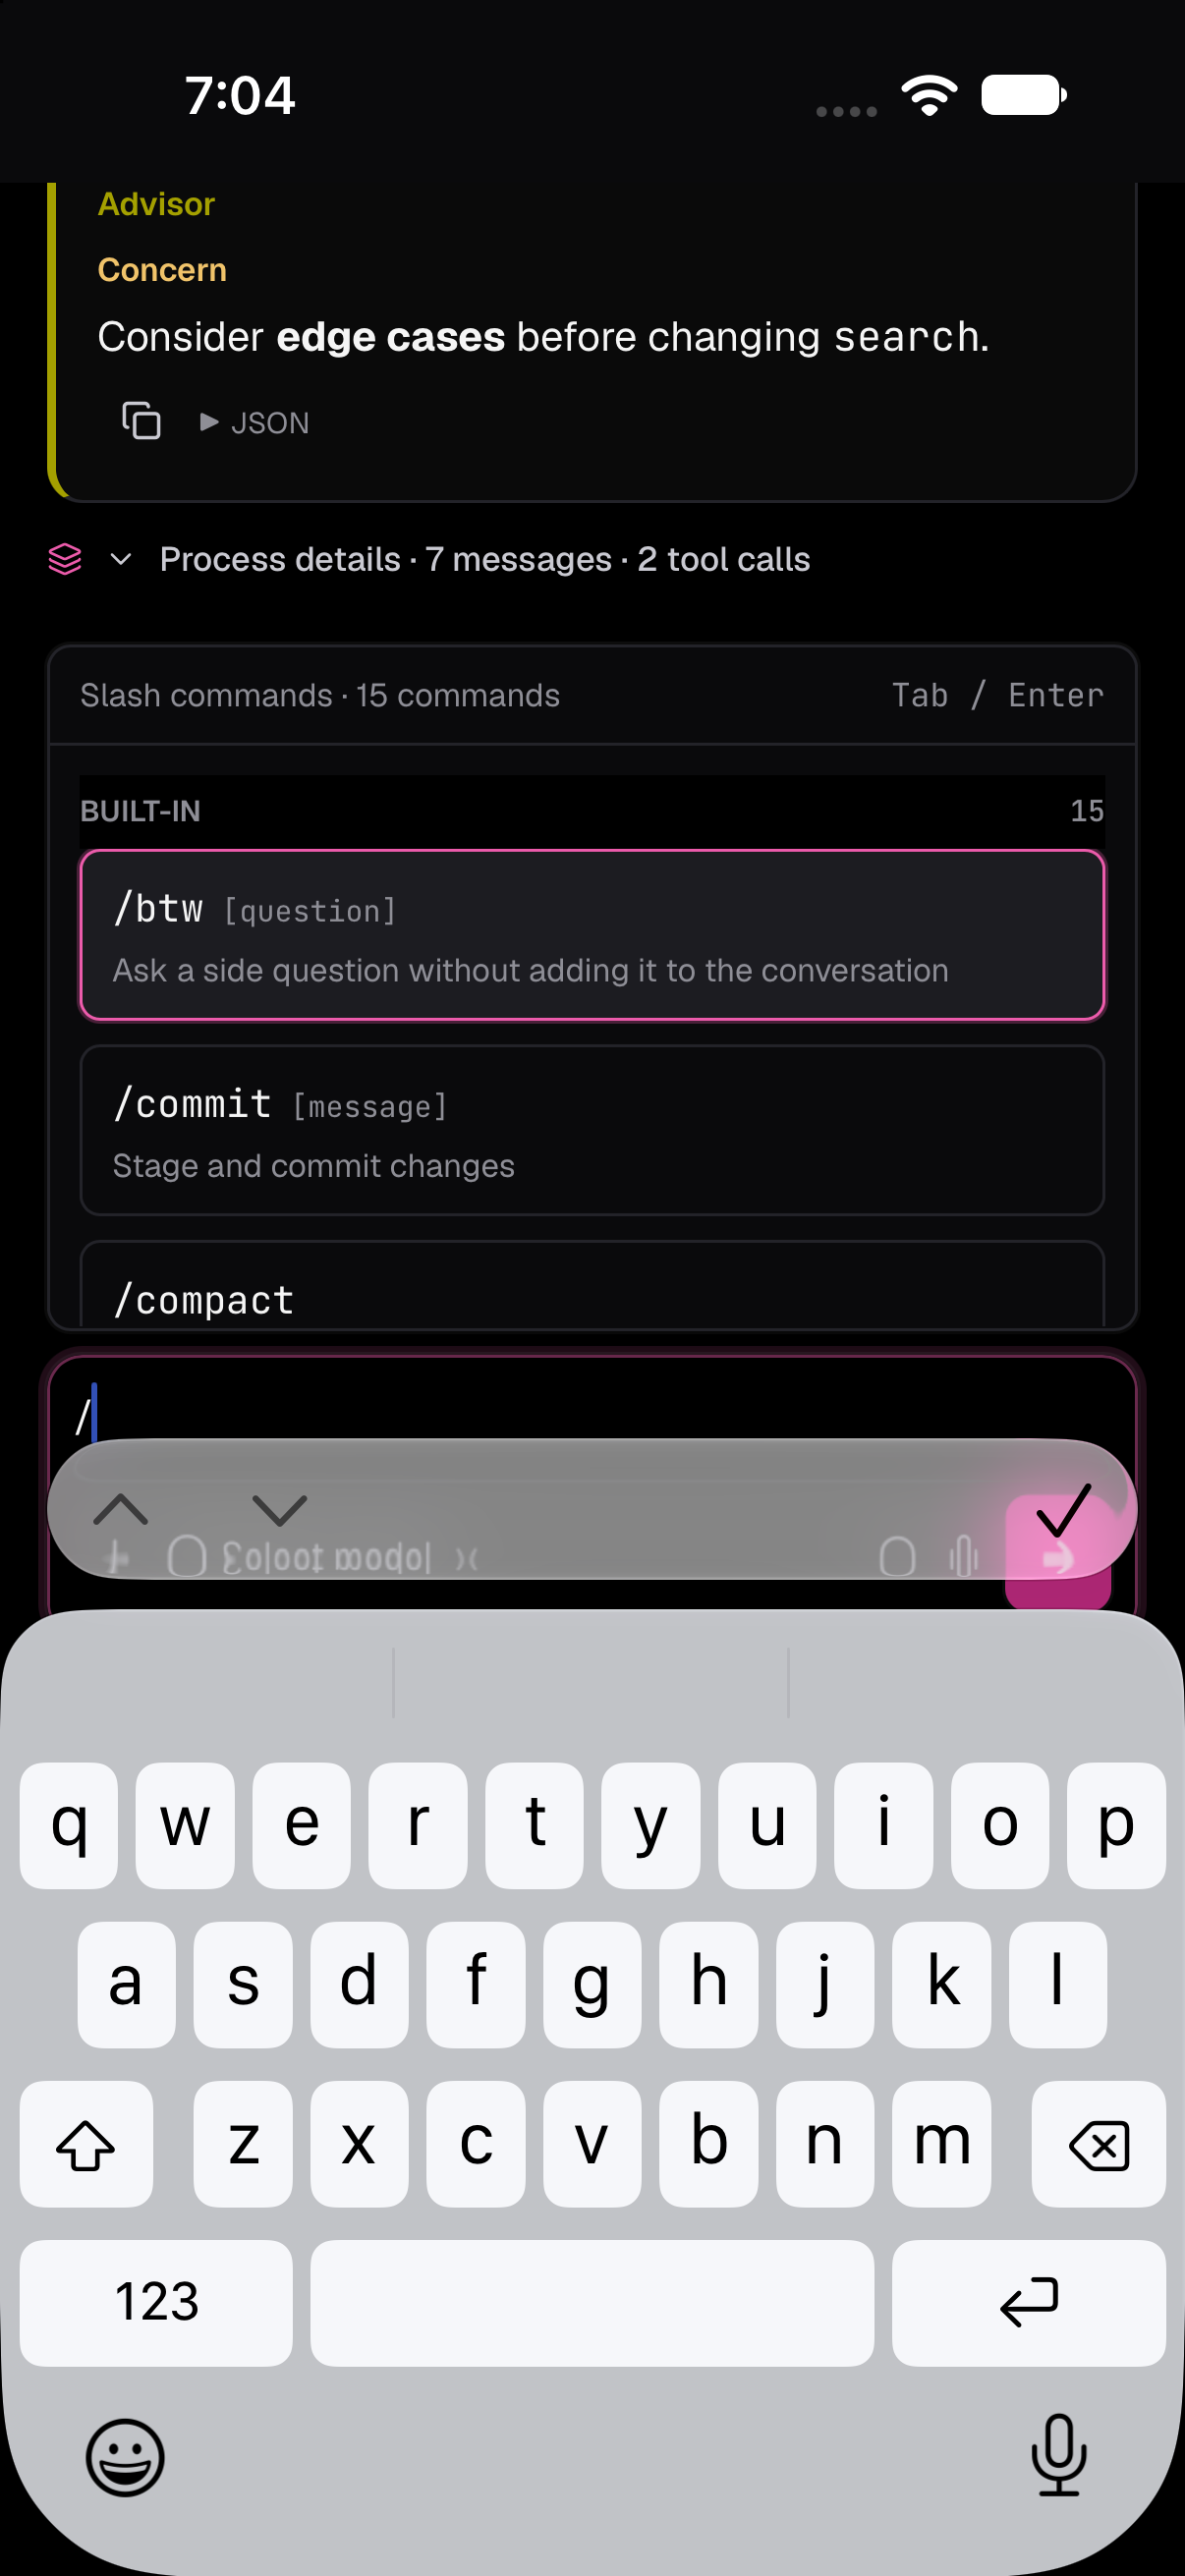 7:04
Advisor
Concern
Consider edge cases before changing search.
JSON
Process details · 7 messages · 2 tool calls
Slash commands · 15 commands Tab / Enter
BUILT-IN 15
/btw [question]
Ask a side question without adding it to the conversation
/commit [message]
Stage and commit changes
/compact
/
q w e r t y u i o p
a s d f g h j k l
z x c v b n m
123